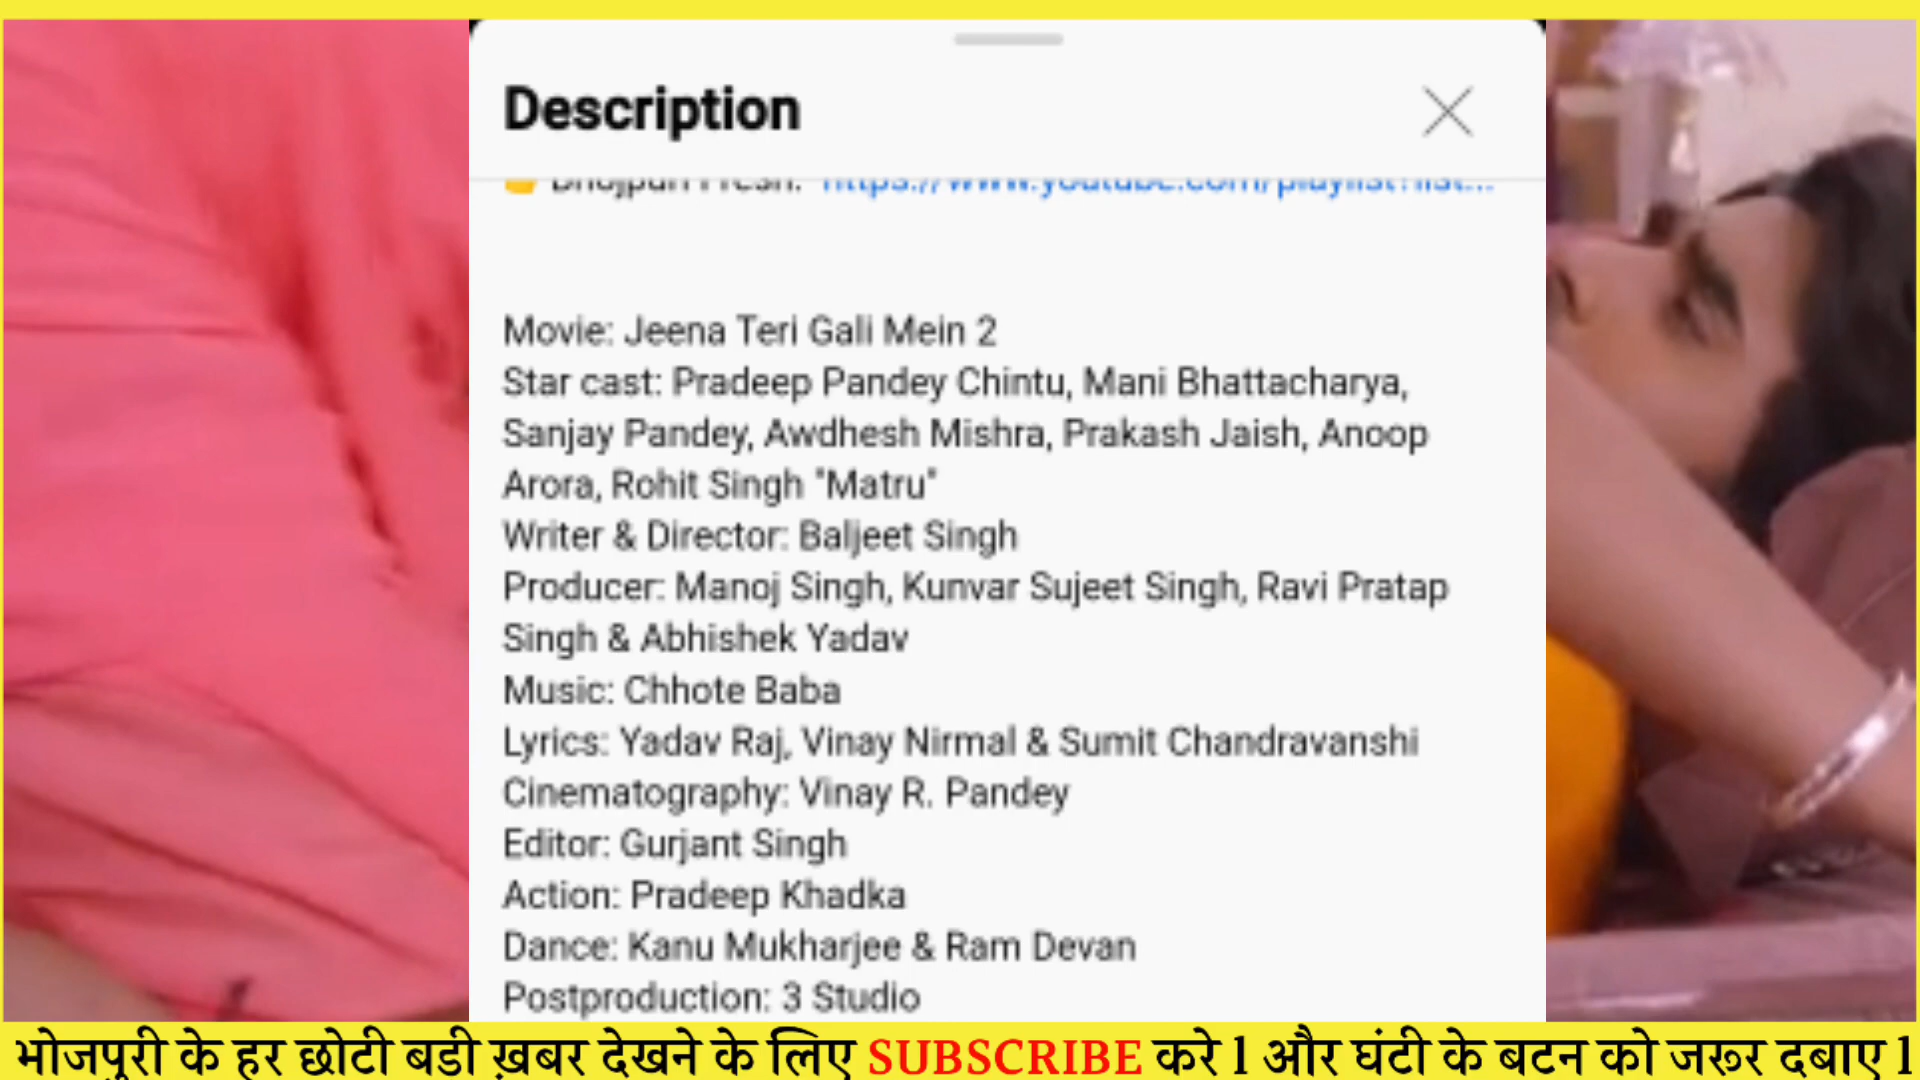 Description
Movie: Jeena Teri Gali Mein 2
Star cast: Pradeep Pandey Chintu, Mani Bhattacharya,
Sanjay Pandey, Awdhesh Mishra, Prakash Jaish, Anoop
Arora, Rohit Singh "Matru"
Writer & Director: Baljeet Singh
Producer: Manoj Singh, Kunvar Sujeet Singh, Ravi Pratap
Singh & Abhishek Yadav
Music: Chhote Baba
Lyrics: Yadav Raj, Vinay Nirmal & Sumit Chandravanshi
Cinematography: Vinay R. Pandey
Editor: Gurjant Singh
Action: Pradeep Khadka
Dance: Kanu Mukharjee & Ram Devan
Postproduction: 3 Studio
भोजपुरी के हर छोटी बडी ख़बर देखने के लिए SUBSCRIBE करे l और घंटी के बटन को जरूर दबाए l